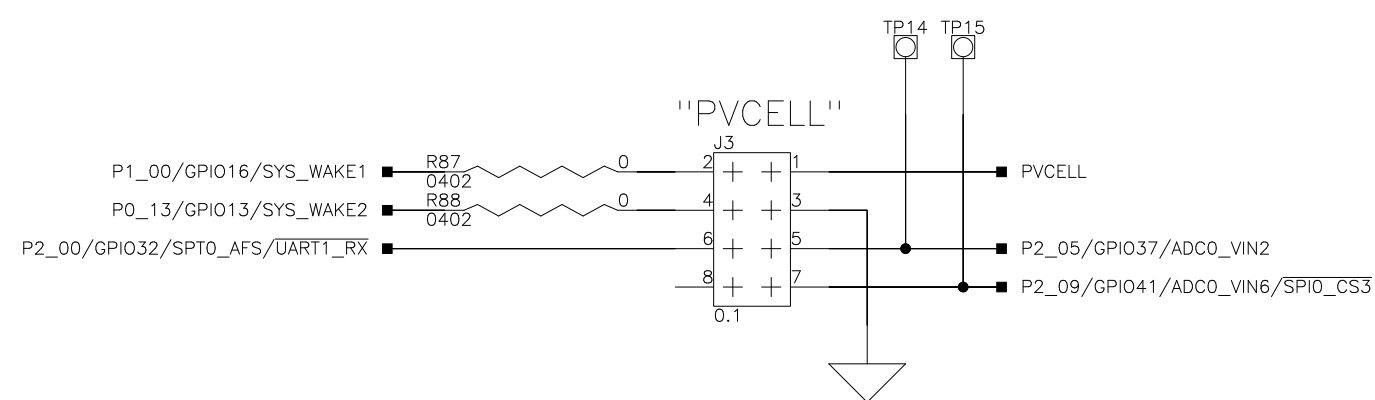 TP14 TP15
"PVCELL"
J3
P1_00/GPIO16/SYS_WAKE1 R87 0 2 1 PVCELL
0402
P0_13/GPIO13/SYS_WAKE2 R88 0 4 3
0402
P2_00/GPIO32/SPT0_AFS/UART1_RX 6 5 P2_05/GPIO37/ADC0_VIN2
8 7 P2_09/GPIO41/ADC0_VIN6/SPI0_CS3
0.1